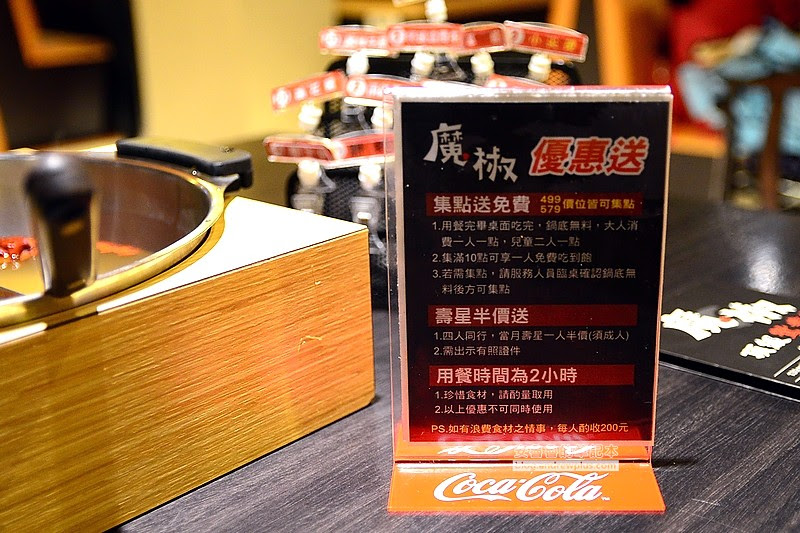 魔椒 優惠送
集點送免費 499 579 價位皆可集點
1.用餐完畢桌面吃完,鍋底無料,大人消
費一人一點,兒童二人一點
2.集滿10點可享一人免費吃到飽
3.若需集點,請服務人員臨桌確認鍋底無
料後方可集點
壽星半價送
1.四人同行,當月壽星一人半價(須成人)
2.需出示有照證件
用餐時間為2小時
1.珍惜食材,請酌量取用
2.以上優惠不可同時使用
PS.如有浪費食材之情事,每人酌收200元
Coca-Cola